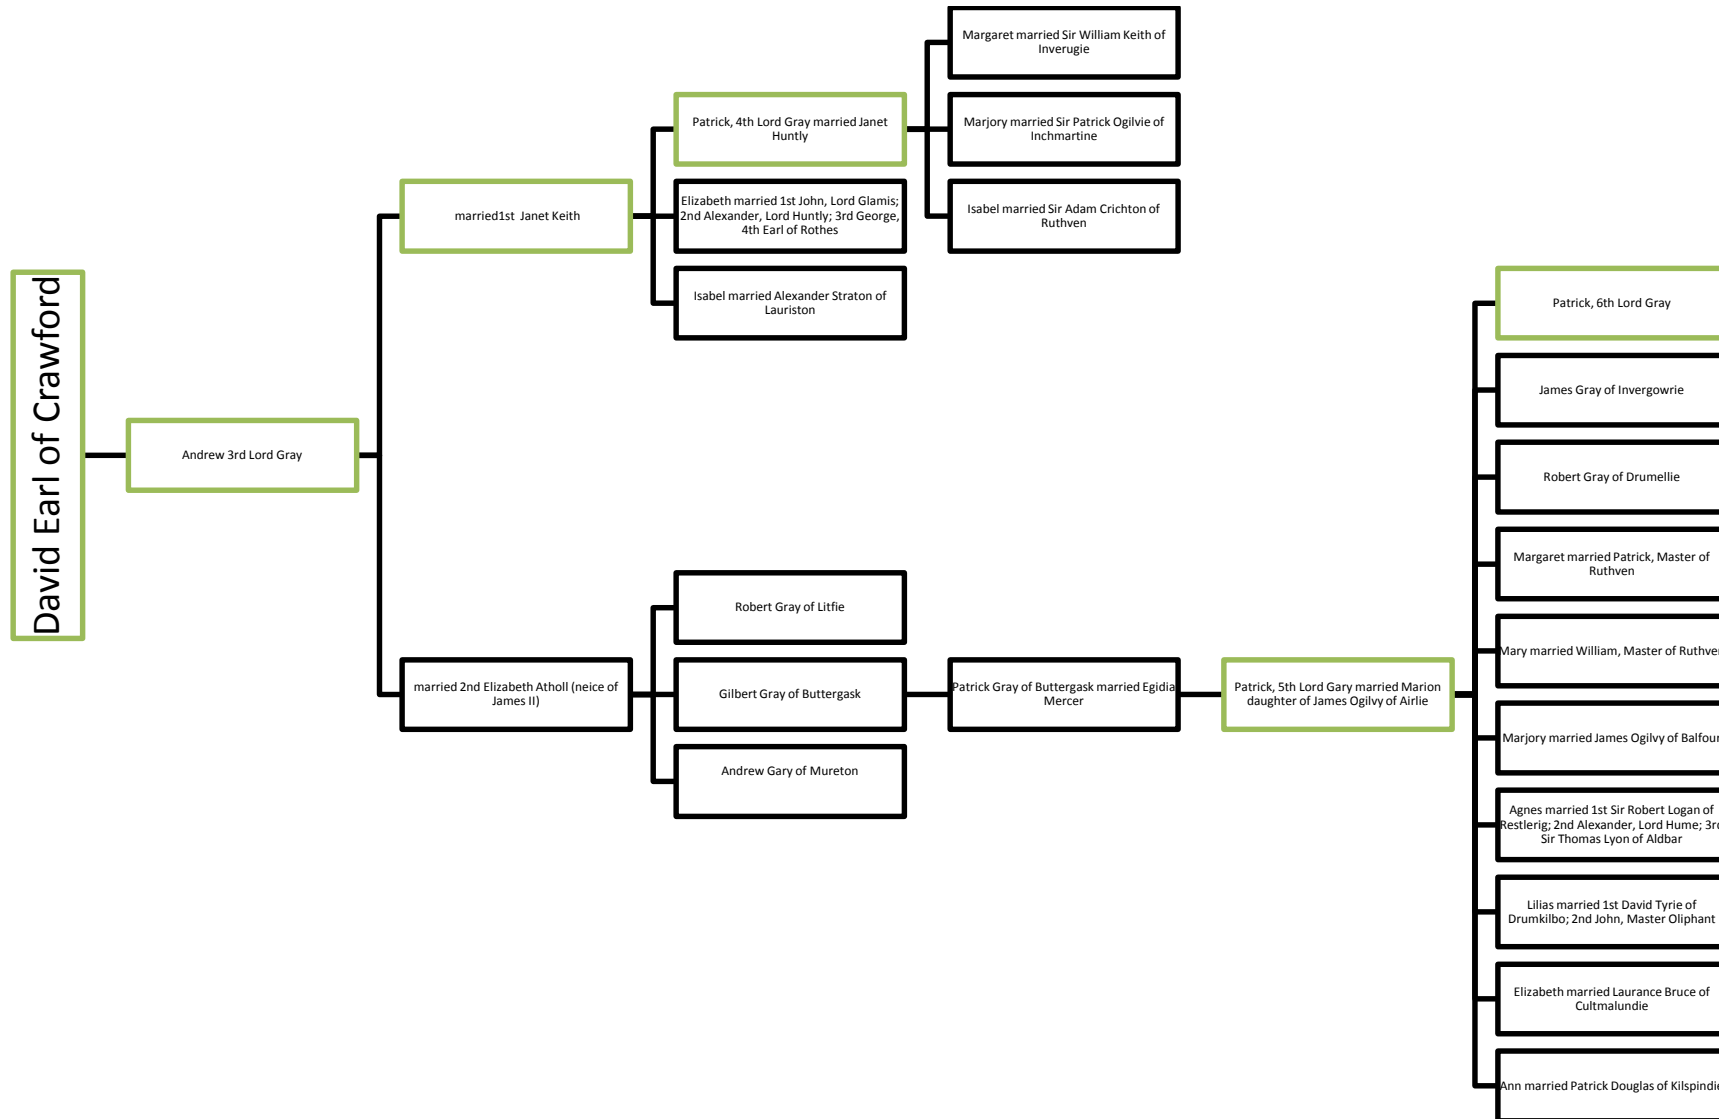 David Earl of Crawford
Andrew 3rd Lord Gray
married1st Janet Keith
Patrick, 4th Lord Gray married Janet
Huntly
Margaret married Sir William Keith of
Inverugie
Marjory married Sir Patrick Ogilvie of
Inchmartine
Isabel married Sir Adam Crichton of
Ruthven
Elizabeth married 1st John, Lord Glamis;
2nd Alexander, Lord Huntly; 3rd George,
4th Earl of Rothes
Isabel married Alexander Straton of
Lauriston
married 2nd Elizabeth Atholl (neice of
James II)
Robert Gray of Litfie
Gilbert Gray of Buttergask
Patrick Gray of Buttergask married Egidia
Mercer
Patrick, 5th Lord Gary married Marion
daughter of James Ogilvy of Airlie
Patrick, 6th Lord Gray
James Gray of Invergowrie
Robert Gray of Drumellie
Margaret married Patrick, Master of
Ruthven
Mary married William, Master of Ruthven
Marjory married James Ogilvy of Balfour
Agnes married 1st Sir Robert Logan of
Restlerig; 2nd Alexander, Lord Hume; 3rd
Sir Thomas Lyon of Aldbar
Lilias married 1st David Tyrie of
Drumkilbo; 2nd John, Master Oliphant
Elizabeth married Laurance Bruce of
Cultmalundie
Ann married Patrick Douglas of Kilspindie
Andrew Gary of Mureton